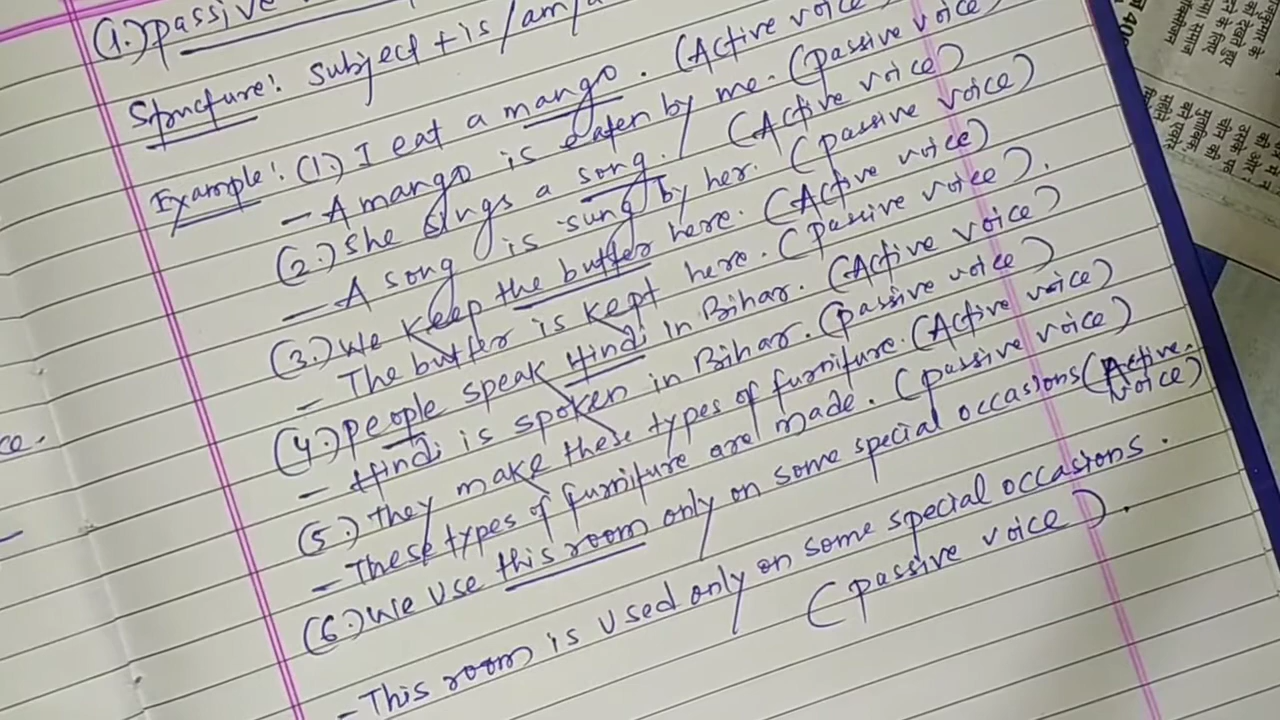 (1.) passive
Structure: Subject + is/am/
Example: (1.) I eat a mango. (Active voice
- A mango is eaten by me. (passive voice
(2.) She sings a song. (Active voice)
- A song is sung by her. (passive voice)
(3.) We keep the butter here. (Active voice)
- The butter is kept here. (passive voice).
(4.) people speak Hindi in Bihar. (Active voice)
- Hindi is spoken in Bihar. (passive voice)
(5.) They make these types of furniture. (Active voice)
- These types of furniture are made. (passive voice)
(6.) We use this room only on some special occasions (Active voice)
- This room is used only on some special occasions.
(passive voice).
ce.